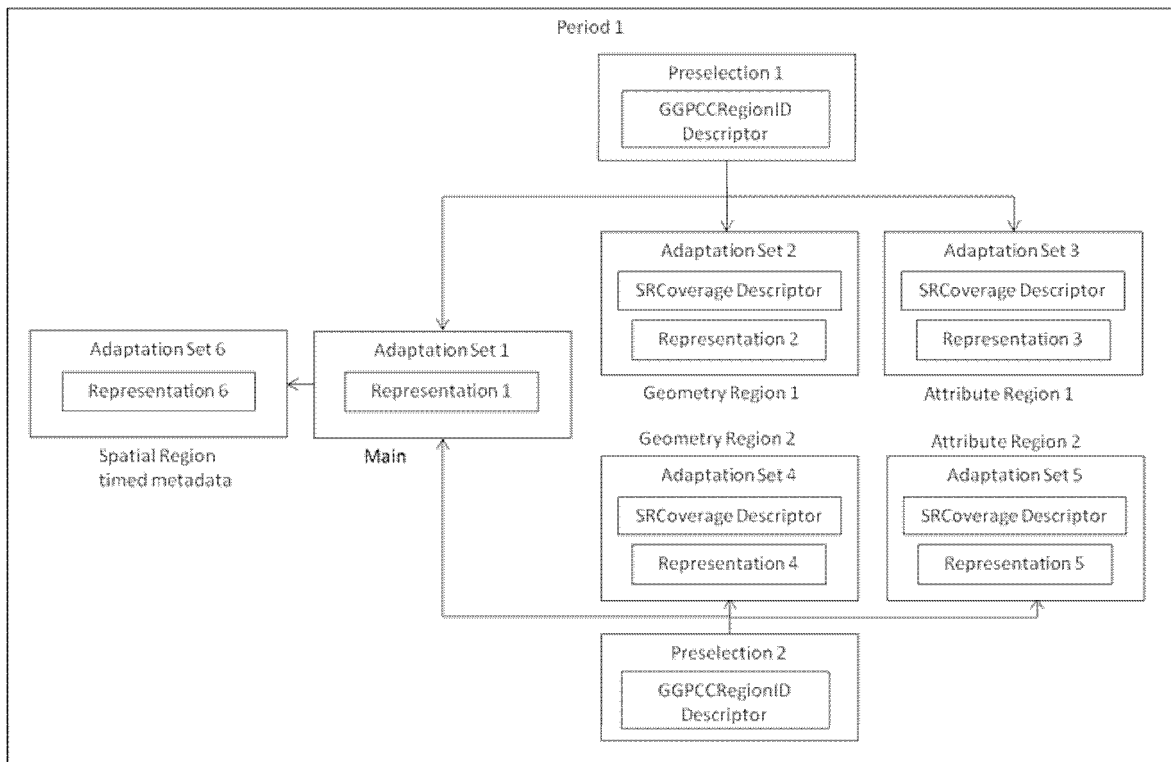 Period 1
Preselection 1
GGPCCRegionID
Descriptor
Adaptation Set 2
SRCoverage Descriptor
Representation 2
Geometry Region 1
Adaptation Set 3
SRCoverage Descriptor
Representation 3
Attribute Region 1
Adaptation Set 6
Representation 6
Spatial Region
timed metadata
Adaptation Set 1
Representation 1
Main
Geometry Region 2
Adaptation Set 4
SRCoverage Descriptor
Representation 4
Attribute Region 2
Adaptation Set 5
SRCoverage Descriptor
Representation 5
Preselection 2
GGPCCRegionID
Descriptor